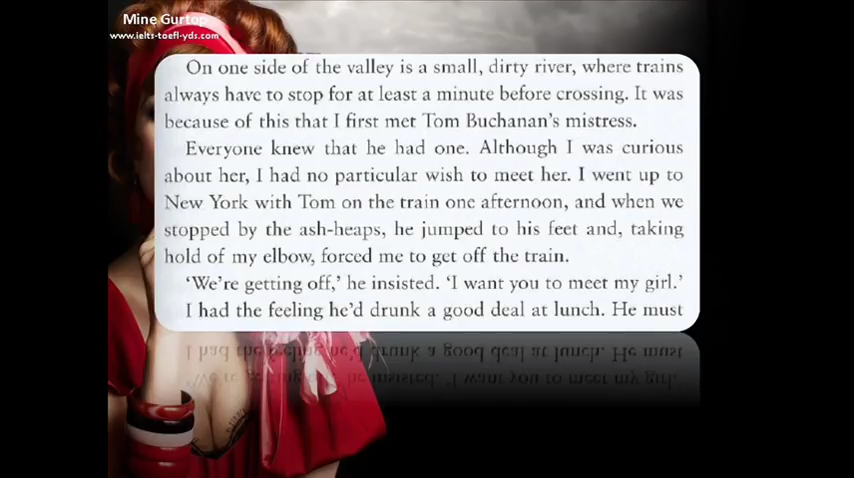 Mine Gurtop
www.ielts-toefl-yds.com
On one side of the valley is a small, dirty river, where trains
always have to stop for at least a minute before crossing. It was
because of this that I first met Tom Buchanan's mistress.
Everyone knew that he had one. Although I was curious
about her, I had no particular wish to meet her. I went up to
New York with Tom on the train one afternoon, and when we
stopped by the ash-heaps, he jumped to his feet and, taking
hold of my elbow, forced me to get off the train.
'We're getting off,' he insisted. 'I want you to meet my girl.'
I had the feeling he'd drunk a good deal at lunch. He must